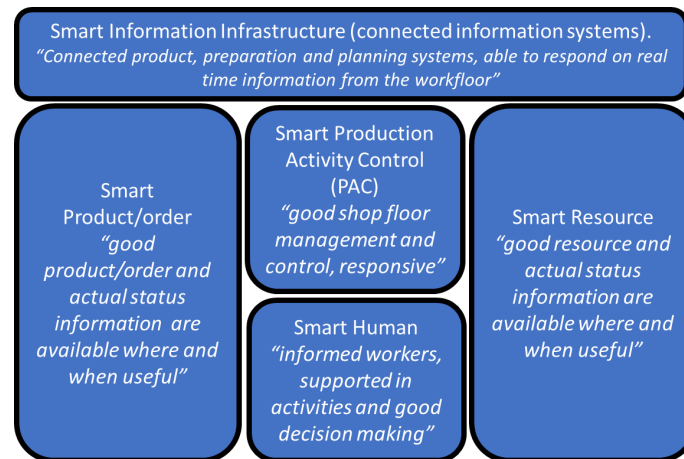 Smart Information Infrastructure (connected information systems).
“Connected product, preparation and planning systems, able to respond on real
time information from the workfloor”
Smart
Product/order
“good
product/order and
actual status
information are
available where and
when useful”
Smart Production
Activity Control
(PAC)
“good shop floor
management and
control, responsive”
Smart Human
“informed workers,
supported in
activities and good
decision making”
Smart Resource
“good resource and
actual status
information are
available where and
when useful”